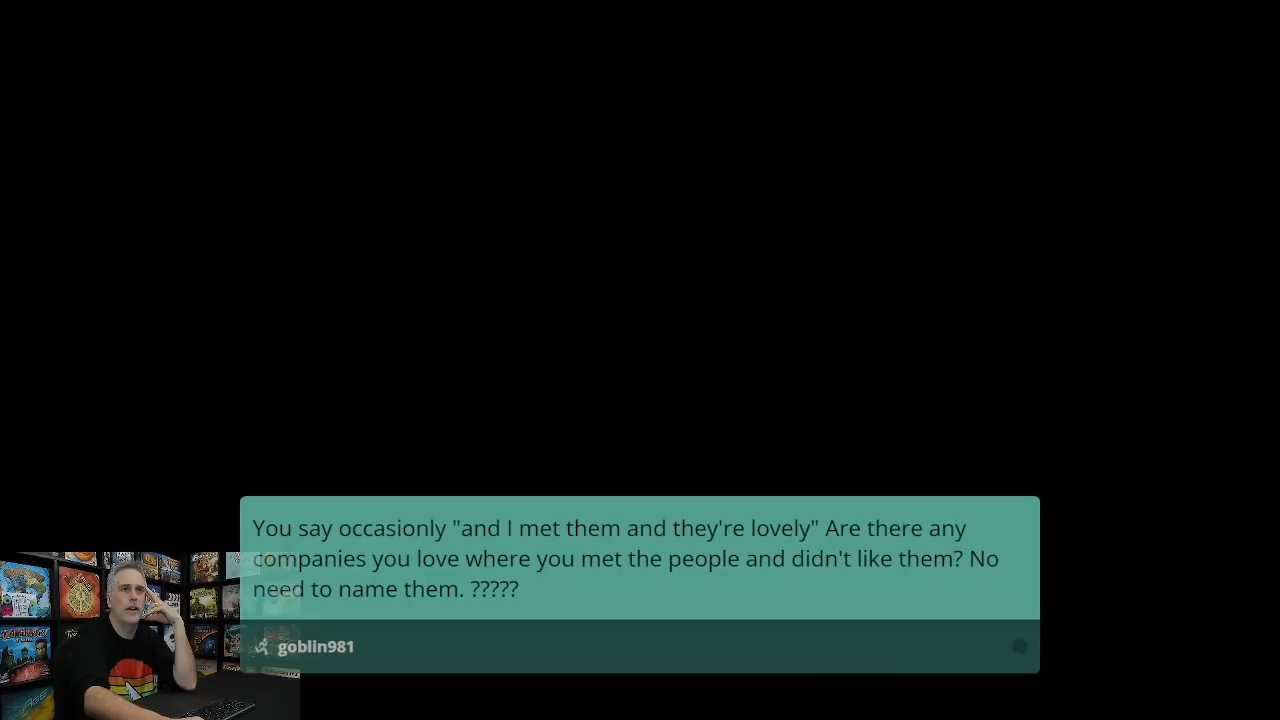 You say occasionly "and I met them and they're lovely" Are there any
companies you love where you met the people and didn't like them? No
need to name them. ?????
goblin981